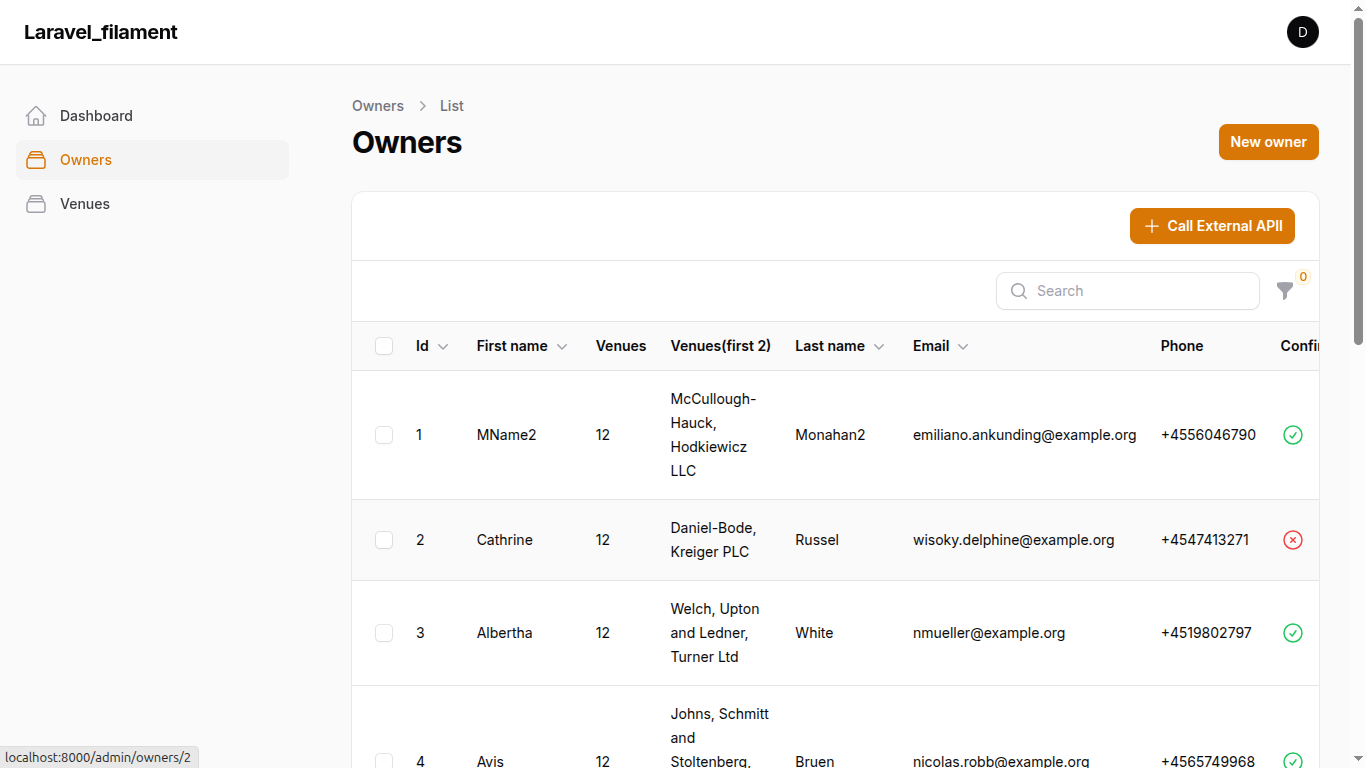 Laravel_filament
D
Dashboard
Owners
Venues
Owners > List
Owners
New owner
Call External APII
Search
0
Id First name Venues Venues(first 2) Last name Email Phone Confir
McCullough-
Hauck,
1 MName2 12 Monahan2 emiliano.ankunding@example.org +4556046790
Hodkiewicz
LLC
Daniel-Bode,
2 Cathrine 12 Russel wisoky.delphine@example.org +4547413271
Kreiger PLC
Welch, Upton
3 Albertha 12 and Ledner, White nmueller@example.org +4519802797
Turner Ltd
Johns, Schmitt
and
4 Avis 12 Stoltenberg, Bruen nicolas.robb@example.org +4565749968
localhost:8000/admin/owners/2